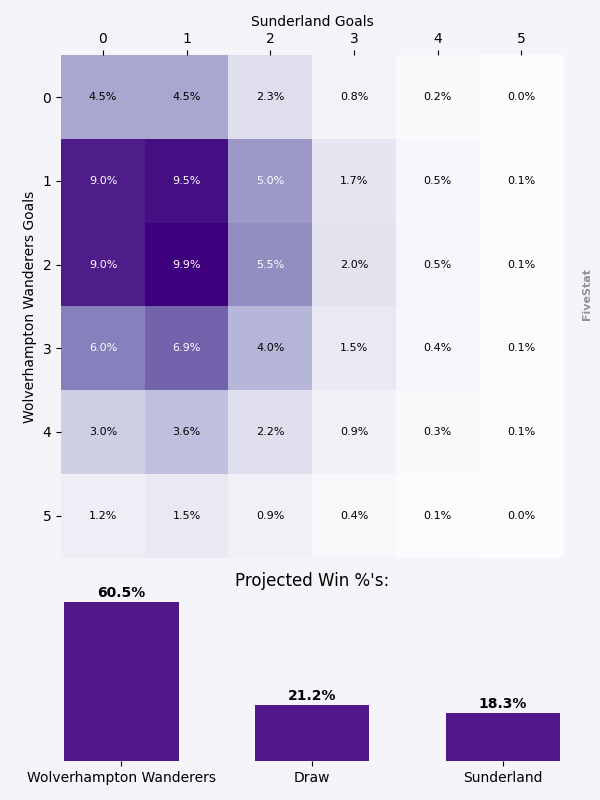 Sunderland Goals
0 1 2 3 4 5
Wolverhampton Wanderers Goals
0 4.5% 4.5% 2.3% 0.8% 0.2% 0.0%
1 9.0% 9.5% 5.0% 1.7% 0.5% 0.1%
2 9.0% 9.9% 5.5% 2.0% 0.5% 0.1%
3 6.0% 6.9% 4.0% 1.5% 0.4% 0.1%
4 3.0% 3.6% 2.2% 0.9% 0.3% 0.1%
5 1.2% 1.5% 0.9% 0.4% 0.1% 0.0%
FiveStat
Projected Win %'s:
60.5%
21.2%
18.3%
Wolverhampton Wanderers Draw Sunderland